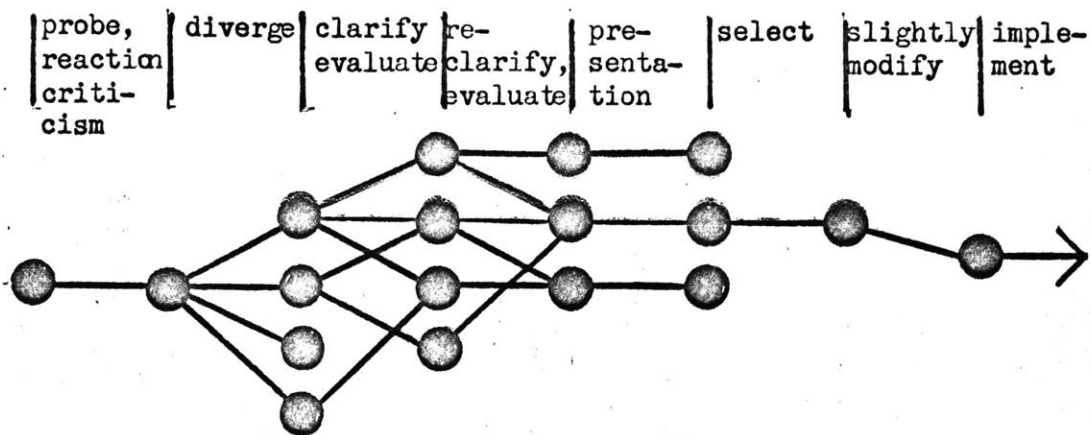 probe,
reaction
criti-
cism
diverge
clarify
evaluate
re-
clarify,
evaluate
pre-
senta-
tion
select
slightly
modify
imple-
ment